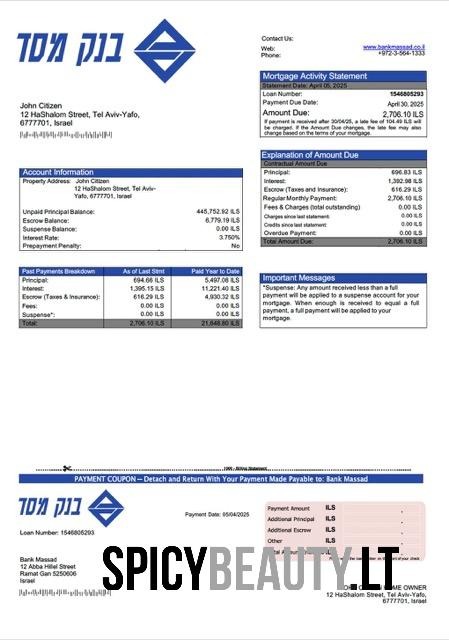 בנק מסד
Contact Us:
Web: www.bankmassad.co.il
Phone: +972-3-564-1333
Mortgage Activity Statement
Statement Date: April 05, 2025
Loan Number: 1546805293
Payment Due Date: April 30, 2025
Amount Due: 2,706.10 ILS
If payment is received after 30/04/25, a late fee of 104.49 ILS will
be charged. If the Amount Due changes, the late fee may also
change based on the terms of your mortgage.
John Citizen
12 HaShalom Street, Tel Aviv-Yafo,
6777701, Israel
Explanation of Amount Due
Contractual Amount Due
Principal: 696.83 ILS
Interest: 1,392.98 ILS
Escrow (Taxes and Insurance): 616.29 ILS
Regular Monthly Payment: 2,706.10 ILS
Fees & Charges (total outstanding) 0.00 ILS
Charges since last statement: 0.00 ILS
Credits since last statement: 0.00 ILS
Overdue Payment: 0.00 ILS
Total Amount Due: 2,706.10 ILS
Account Information
Property Address: John Citizen
12 HaShalom Street, Tel Aviv-
Yafo, 6777701, Israel
Unpaid Principal Balance: 445,752.92 ILS
Escrow Balance: 6,779.19 ILS
Suspense Balance: 0.00 ILS
Interest Rate: 3.750%
Prepayment Penalty: No
Past Payments Breakdown As of Last Stmt Paid Year to Date
Principal: 694.66 ILS 5,497.08 ILS
Interest: 1,395.15 ILS 11,221.40 ILS
Escrow (Taxes & Insurance): 616.29 ILS 4,930.32 ILS
Fees: 0.00 ILS 0.00 ILS
Suspense*: 0.00 ILS 0.00 ILS
Total: 2,706.10 ILS 21,648.80 ILS
Important Messages
*Suspense: Any amount received less than a full
payment will be applied to a suspense account for your
mortgage. When enough is received to equal a full
payment, a full payment will be applied to your
mortgage.
PAYMENT COUPON – Detach and Return With Your Payment Made Payable to: Bank Massad
בנק מסד
Payment Date: 05/04/2025
Payment Amount ILS
Additional Principal ILS
Additional Escrow ILS
Other ILS
Loan Number: 1546805293
Bank Massad
12 Abba Hillel Street
Ramat Gan 5250606
Israel
SPICYBEAUTY.LT
HOME OWNER
12 HaShalom Street, Tel Aviv-Yafo,
6777701, Israel